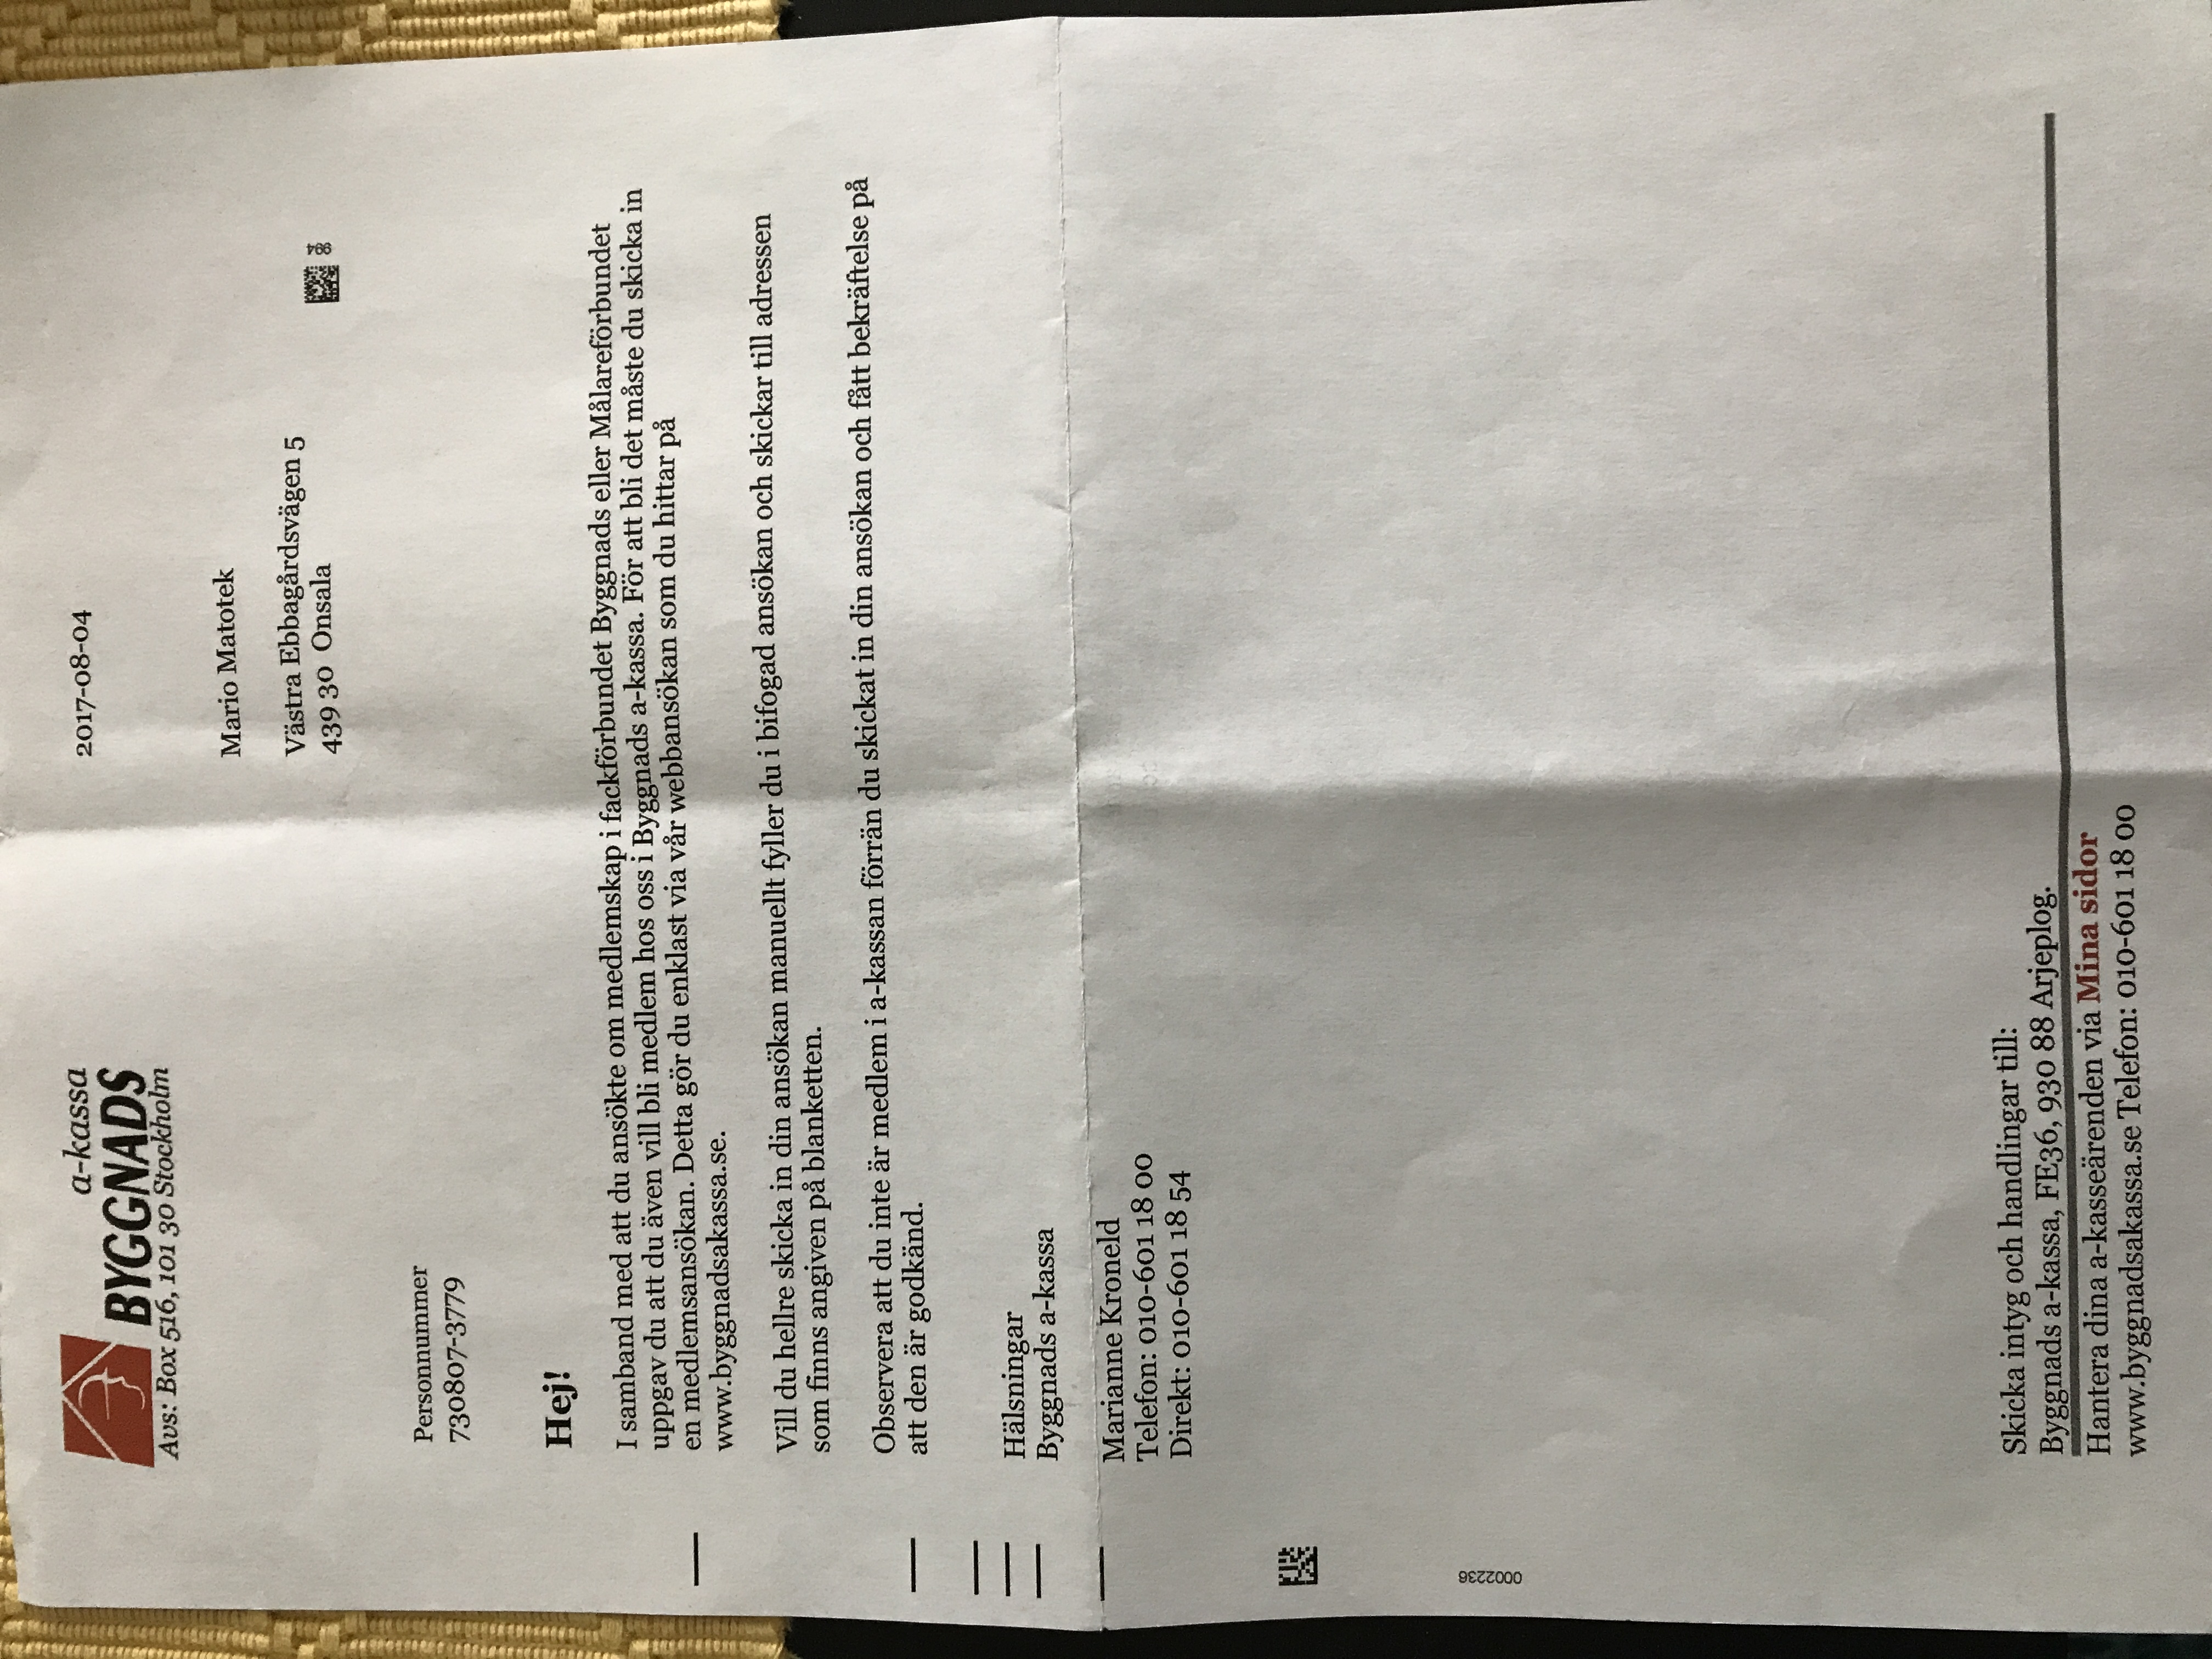 a-kassa
BYGGNADS
Avs: Box 516, 101 30 Stockholm
2017-08-04
Mario Matotek
Västra Ebbagårdsvägen 5
439 30 Onsala
994
Personnummer
730807-3779
Hej!
I samband med att du ansökte om medlemskap i fackförbundet Byggnads eller Målareförbundet
uppgav du att du även vill bli medlem hos oss i Byggnads a-kassa. För att bli det måste du skicka in
en medlemsansökan. Detta gör du enklast via vår webbansökan som du hittar på
www.byggnadsakassa.se.
Vill du hellre skicka in din ansökan manuellt fyller du i bifogad ansökan och skickar till adressen
som finns angiven på blanketten.
Observera att du inte är medlem i a-kassan förrän du skickat in din ansökan och fått bekräftelse på
att den är godkänd.
Hälsningar
Byggnads a-kassa
Marianne Kroneld
Telefon: 010-601 18 00
Direkt: 010-601 18 54
0002236
Skicka intyg och handlingar till:
Byggnads a-kassa, FE36, 930 88 Arjeplog.
Hantera dina a-kasseärenden via Mina sidor
www.byggnadsakassa.se Telefon: 010-601 18 00